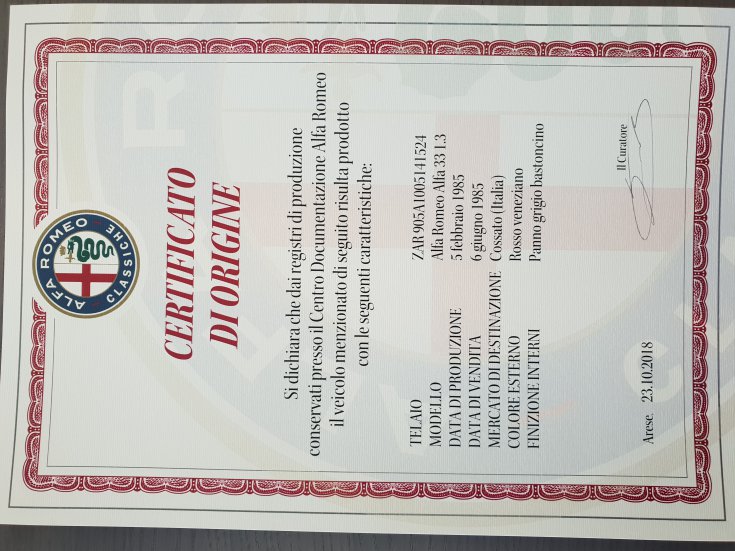 ALFA ROMEO
CLASSICHE
CERTIFICATO
DI ORIGINE
Si dichiara che dai registri di produzione
conservati presso il Centro Documentazione Alfa Romeo
il veicolo menzionato di seguito risulta prodotto
con le seguenti caratteristiche:
TELAIO ZAR 905A1005141524
MODELLO Alfa Romeo Alfa 33 1.3
DATA DI PRODUZIONE 5 febbraio 1985
DATA DI VENDITA 6 giugno 1985
MERCATO DI DESTINAZIONE Cossato (Italia)
COLORE ESTERNO Rosso veneziano
FINIZIONE INTERNI Panno grigio bastoncino
Il Curatore
Arese, 23.10.2018